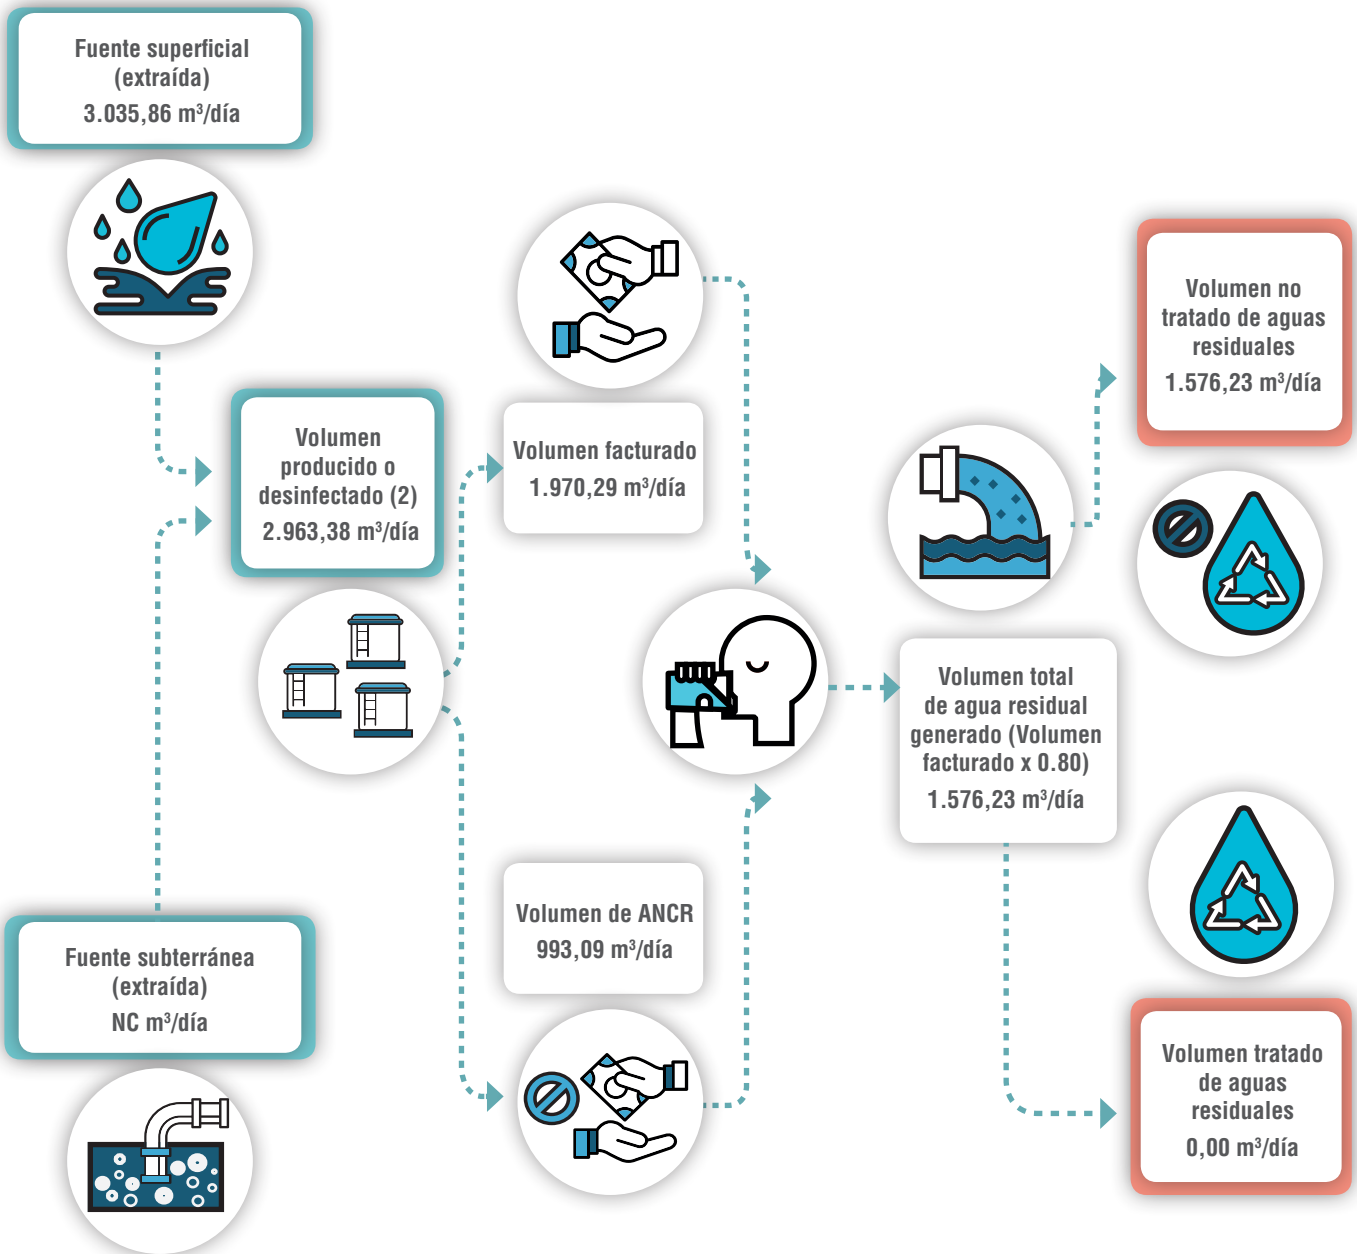 Fuente superficial
(extraída)
3.035,86 m³/día
Volumen
producido o
desinfectado (2)
2.963,38 m³/día
Fuente subterránea
(extraída)
NC m³/día
Volumen facturado
1.970,29 m³/día
Volumen de ANCR
993,09 m³/día
Volumen total
de agua residual
generado (Volumen
facturado x 0.80)
1.576,23 m³/día
Volumen no
tratado de aguas
residuales
1.576,23 m³/día
Volumen tratado
de aguas
residuales
0,00 m³/día